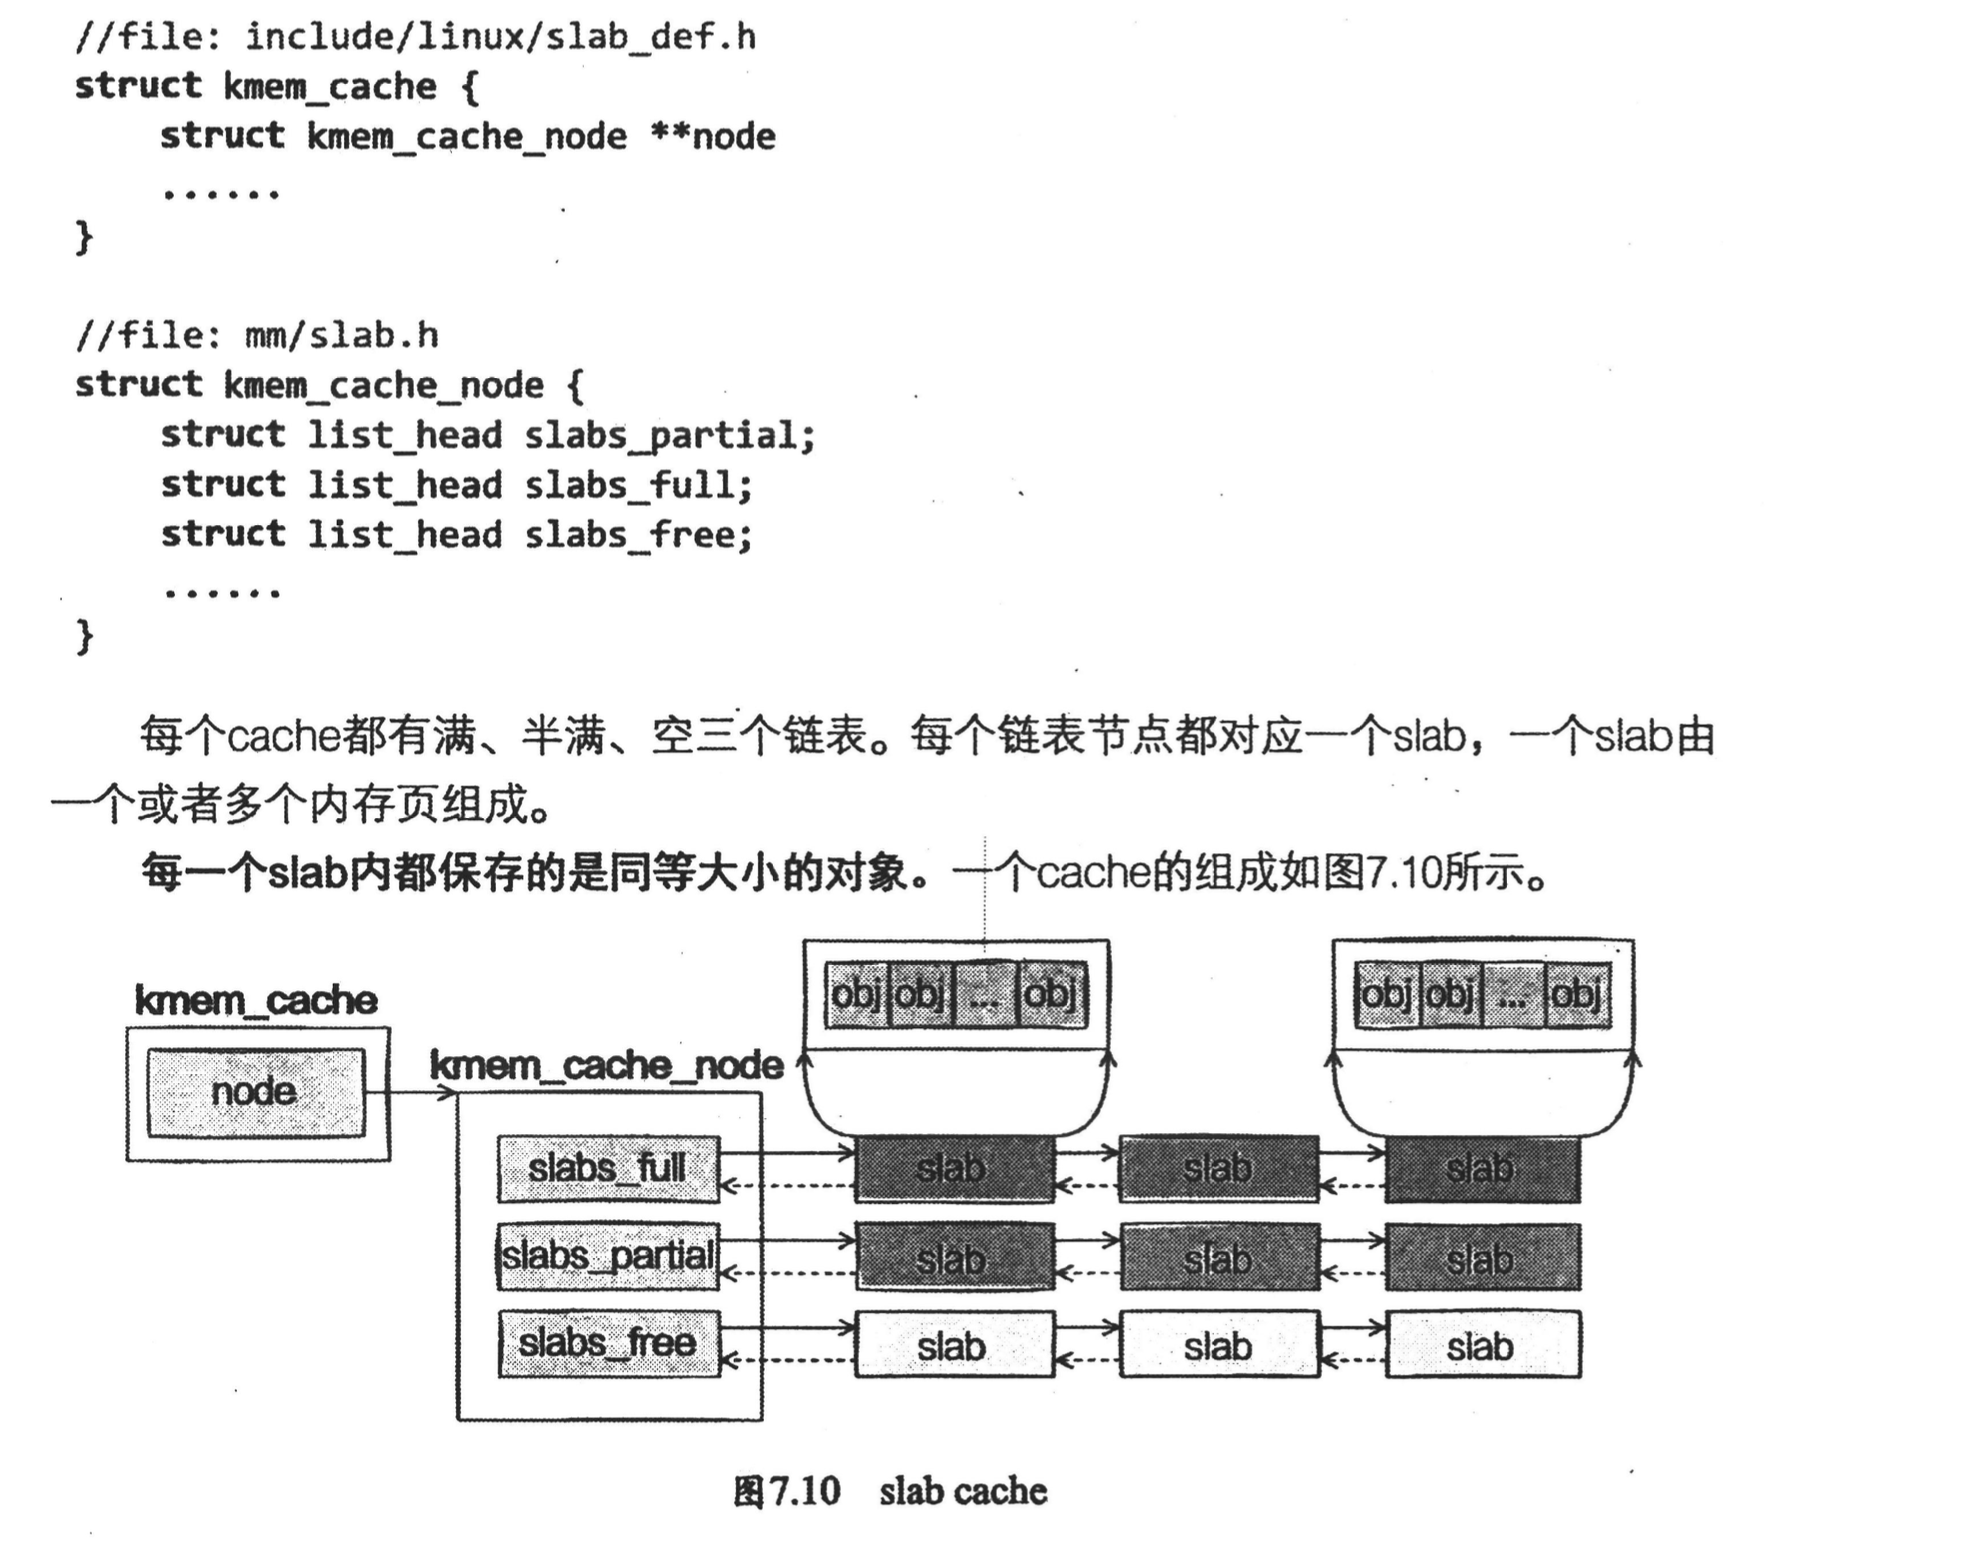 //file: include/linux/slab_def.h
struct kmem_cache {
    struct kmem_cache_node **node
    ......
}
//file: mm/slab.h
struct kmem_cache_node {
    struct list_head slabs_partial;
    struct list_head slabs_full;
    struct list_head slabs_free;
    ......
}
每个cache都有满、半满、空三个链表。每个链表节点都对应一个slab，一个slab由
一个或者多个内存页组成。
每一个slab内都保存的是同等大小的对象。一个cache的组成如图7.10所示。
obj obj ... obj
obj obj ... obj
kmem_cache
node
kmem_cache_node
slabs_full slab slab slab
slabs_partial slab slab slab
slabs_free slab slab slab
图7.10 slab cache